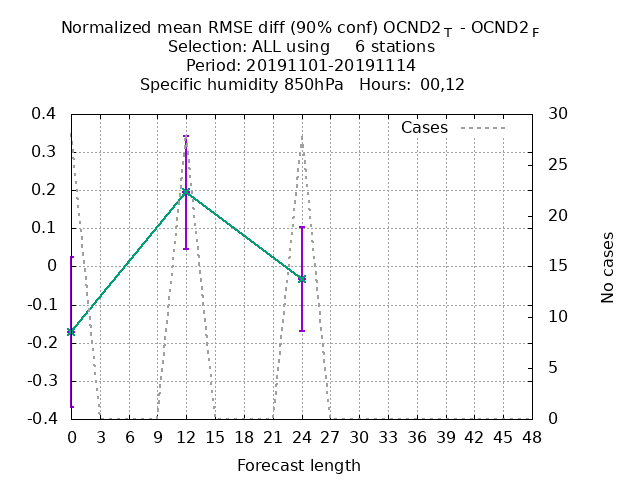 Normalized mean RMSE diff (90% conf) OCND2 T - OCND2 F
Selection: ALL using     6 stations
Period: 20191101-20191114
Specific humidity 850hPa   Hours: 00,12
Cases
0.4
0.3
0.2
0.1
0
-0.1
-0.2
-0.3
-0.4
30
25
20
15
10
5
0
No cases
0 3 6 9 12 15 18 21 24 27 30 33 36 39 42 45 48
Forecast length